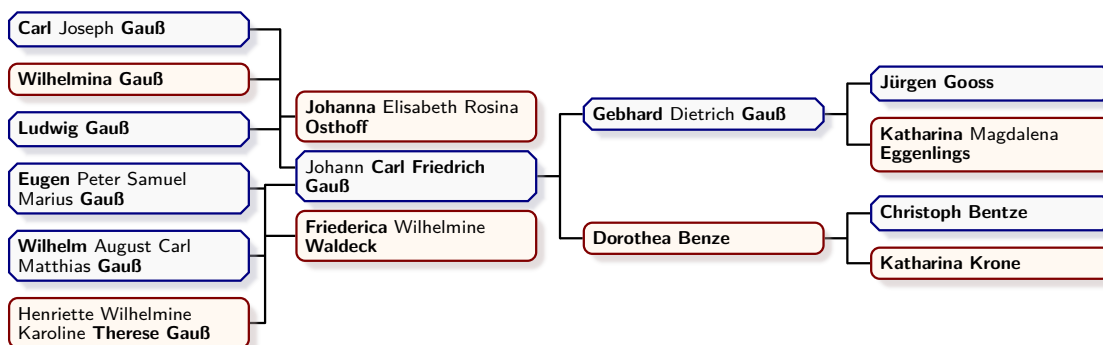 Carl Joseph Gauß
Wilhelmina Gauß
Ludwig Gauß
Eugen Peter Samuel
Marius Gauß
Wilhelm August Carl
Matthias Gauß
Henriette Wilhelmine
Karoline Therese Gauß
Johanna Elisabeth Rosina
Osthoff
Johann Carl Friedrich
Gauß
Friederica Wilhelmine
Waldeck
Gebhard Dietrich Gauß
Dorothea Benze
Jürgen Gooss
Katharina Magdalena
Eggenlings
Christoph Bentze
Katharina Krone